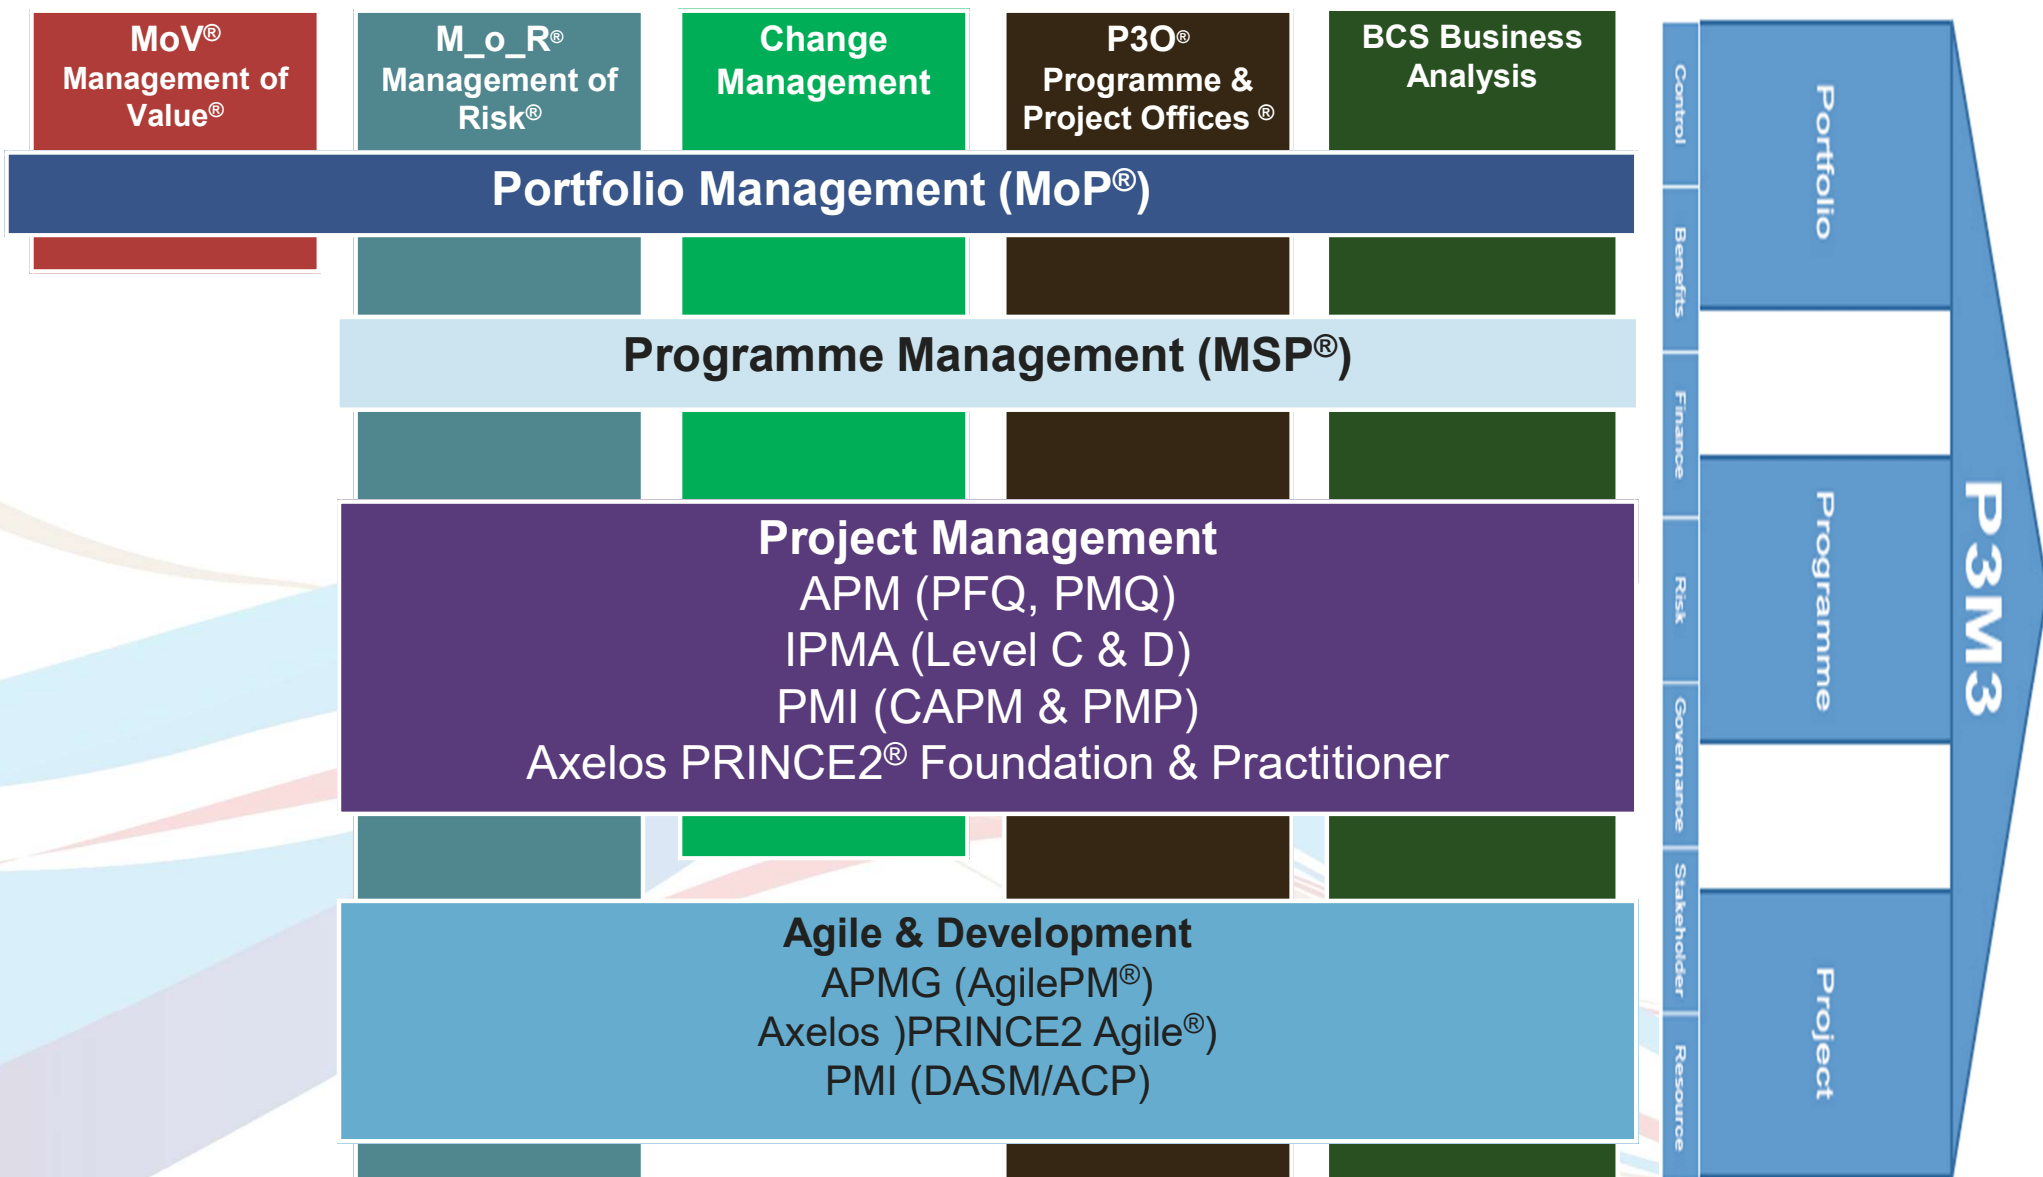 MoV®
Management of
Value®
M_o_R®
Management of
Risk®
Change
Management
P3O®
Programme &
Project Offices ®
BCS Business
Analysis
Portfolio Management (MoP®)
Programme Management (MSP®)
Project Management
APM (PFQ, PMQ)
IPMA (Level C & D)
PMI (CAPM & PMP)
Axelos PRINCE2® Foundation & Practitioner
Agile & Development
APMG (AgilePM®)
Axelos )PRINCE2 Agile®)
PMI (DASM/ACP)
Control
Benefits
Finance
Risk
Governance
Stakeholder
Resource
Portfolio
Programme
Project
P3M3